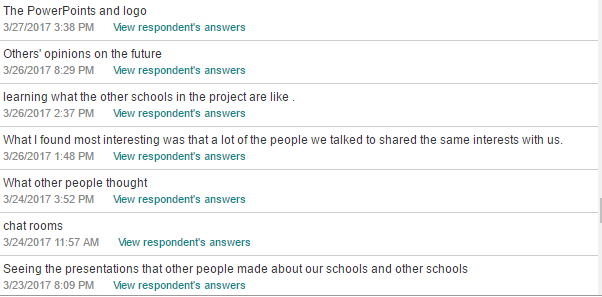 The PowerPoints and logo
3/27/2017 3:38 PM View respondent's answers
Others' opinions on the future
3/26/2017 8:29 PM View respondent's answers
learning what the other schools in the project are like .
3/26/2017 2:37 PM View respondent's answers
What I found most interesting was that a lot of the people we talked to shared the same interests with us.
3/26/2017 1:48 PM View respondent's answers
What other people thought
3/24/2017 3:52 PM View respondent's answers
chat rooms
3/24/2017 11:57 AM View respondent's answers
Seeing the presentations that other people made about our schools and other schools
3/23/2017 8:09 PM View respondent's answers